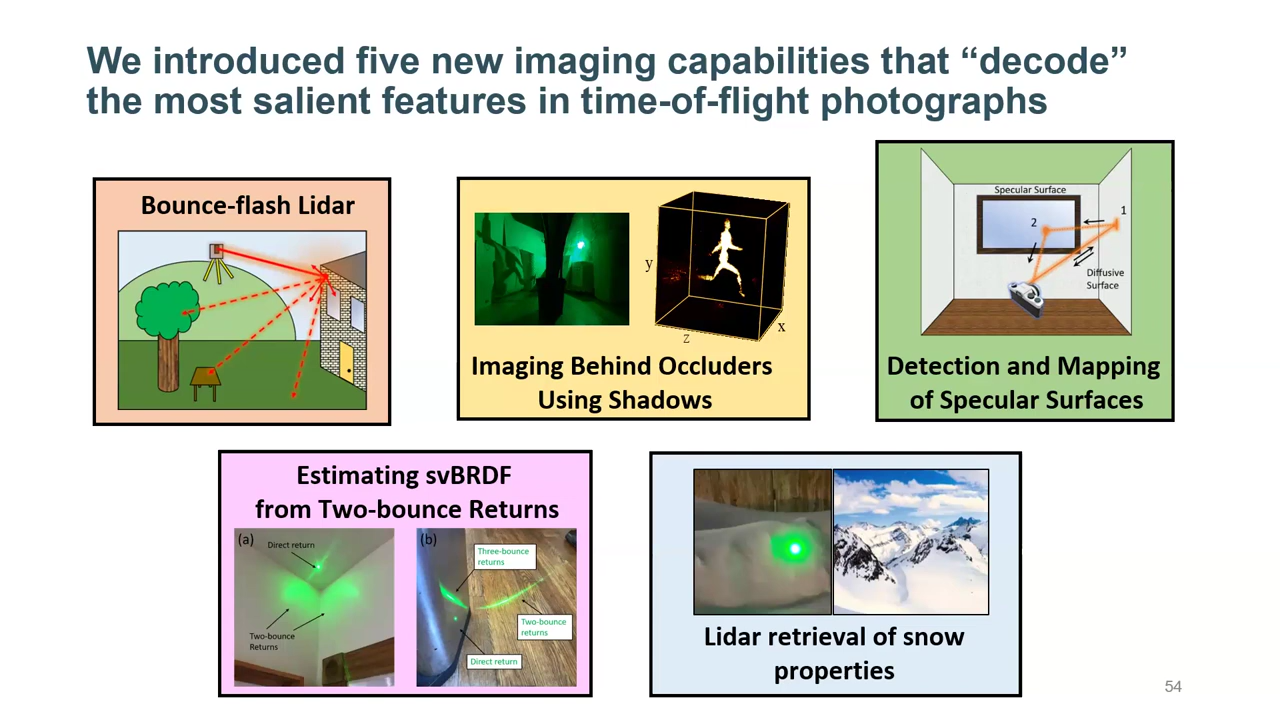 We introduced five new imaging capabilities that “decode”
the most salient features in time-of-flight photographs
Bounce-flash Lidar
y
z
x
Imaging Behind Occluders
Using Shadows
Specular Surface
1
2
Diffusive
Surface
Detection and Mapping
of Specular Surfaces
Estimating svBRDF
from Two-bounce Returns
(a)
Direct return
Two-bounce
Returns
(b)
Three-bounce
returns
Two-bounce
returns
Direct return
Lidar retrieval of snow
properties
54